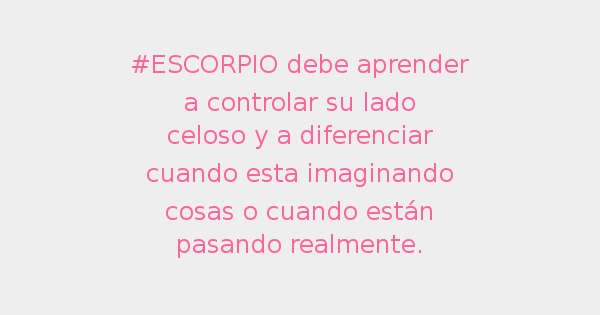 #ESCORPIO debe aprender
a controlar su lado
celoso y a diferenciar
cuando esta imaginando
cosas o cuando están
pasando realmente.